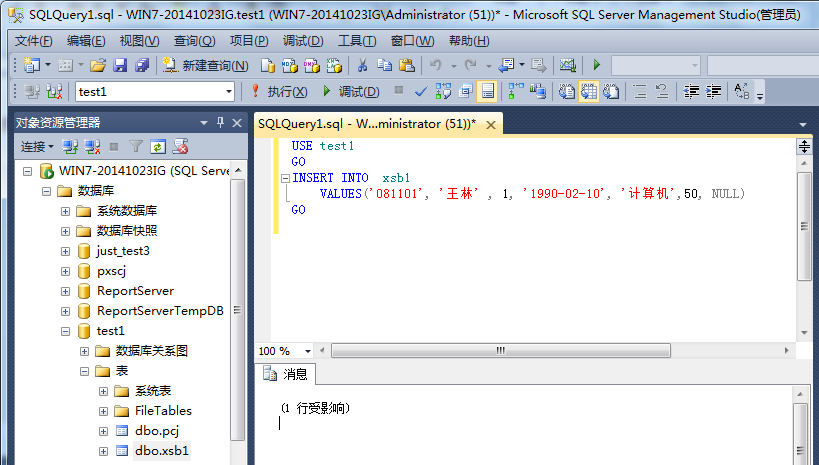 SQLQuery1.sql - WIN7-20141023IG.test1 (WIN7-20141023IG\Administrator (51))* - Microsoft SQL Server Management Studio(管理员)
文件(F) 编辑(E) 视图(V) 查询(Q) 项目(P) 调试(D) 工具(T) 窗口(W) 帮助(H)
新建查询(N)
test1 执行(X) 调试(D)
对象资源管理器
连接
WIN7-20141023IG (SQL Serve
数据库
系统数据库
数据库快照
just_test3
pxscj
ReportServer
ReportServerTempDB
test1
数据库关系图
表
系统表
FileTables
dbo.pcj
dbo.xsb1
SQLQuery1.sql - W...ministrator (51))*
USE test1
GO
INSERT INTO xsb1
VALUES('081101', '王林' , 1, '1990-02-10', '计算机',50, NULL)
GO
100 %
消息
(1 行受影响)